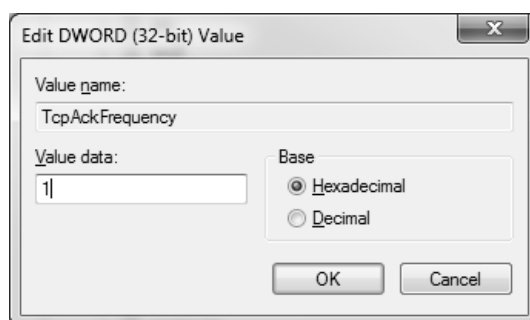 Edit DWORD (32-bit) Value
Value name:
TcpAckFrequency
Value data:
1
Base
Hexadecimal
Decimal
OK
Cancel